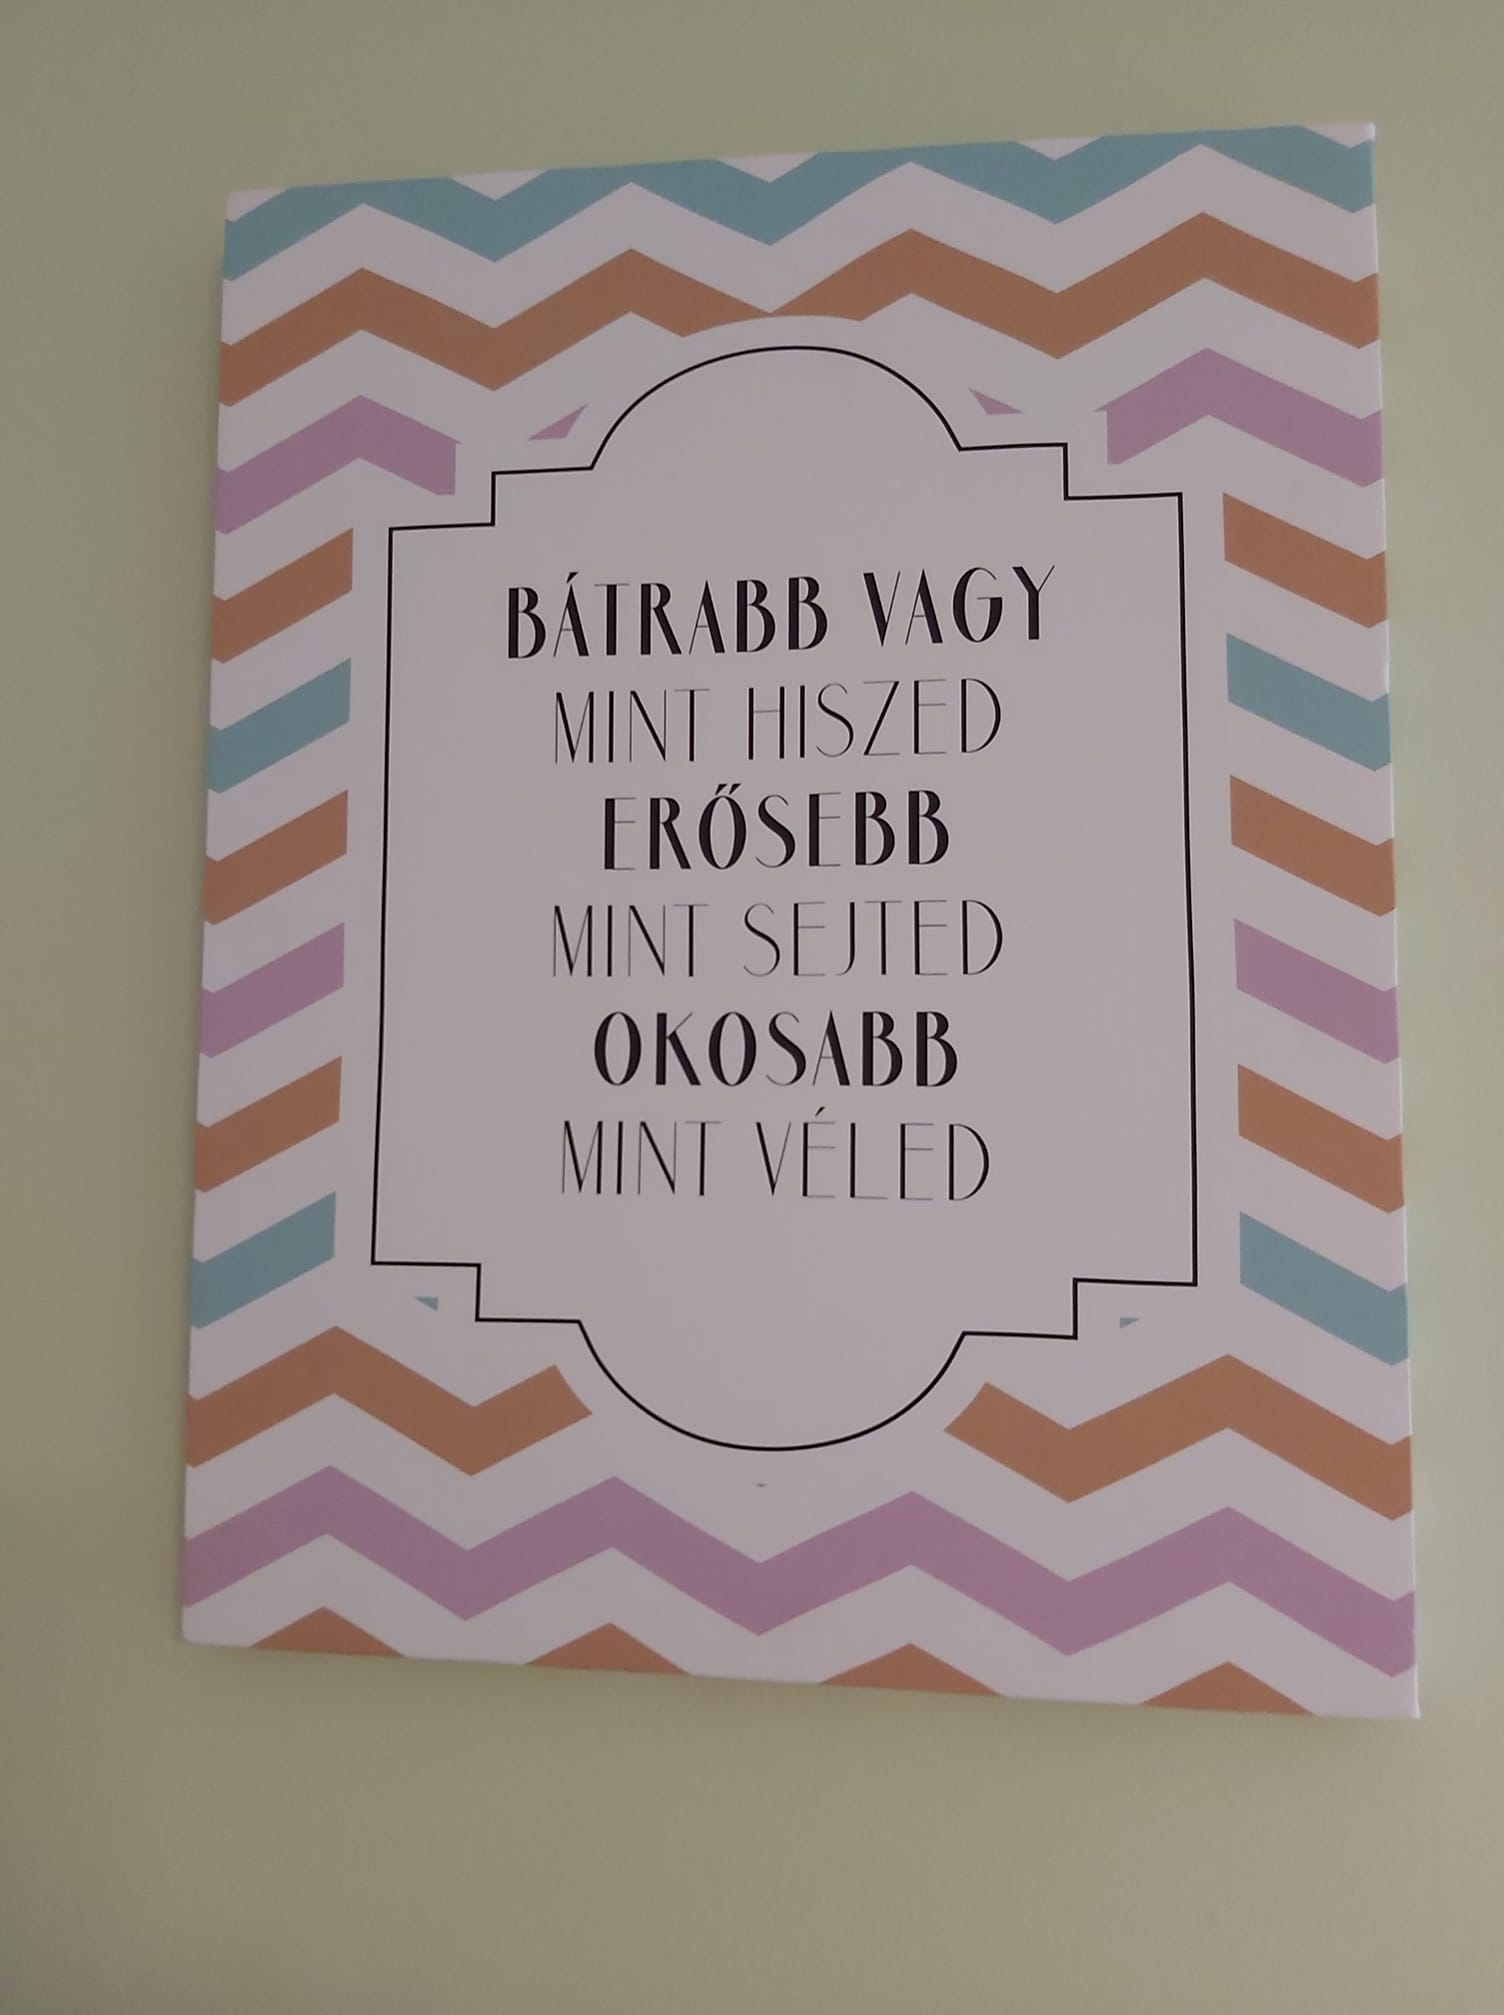 BÁTRABB VAGY
MINT HISZED
ERŐSEBB
MINT SEJTED
OKOSABB
MINT VÉLED